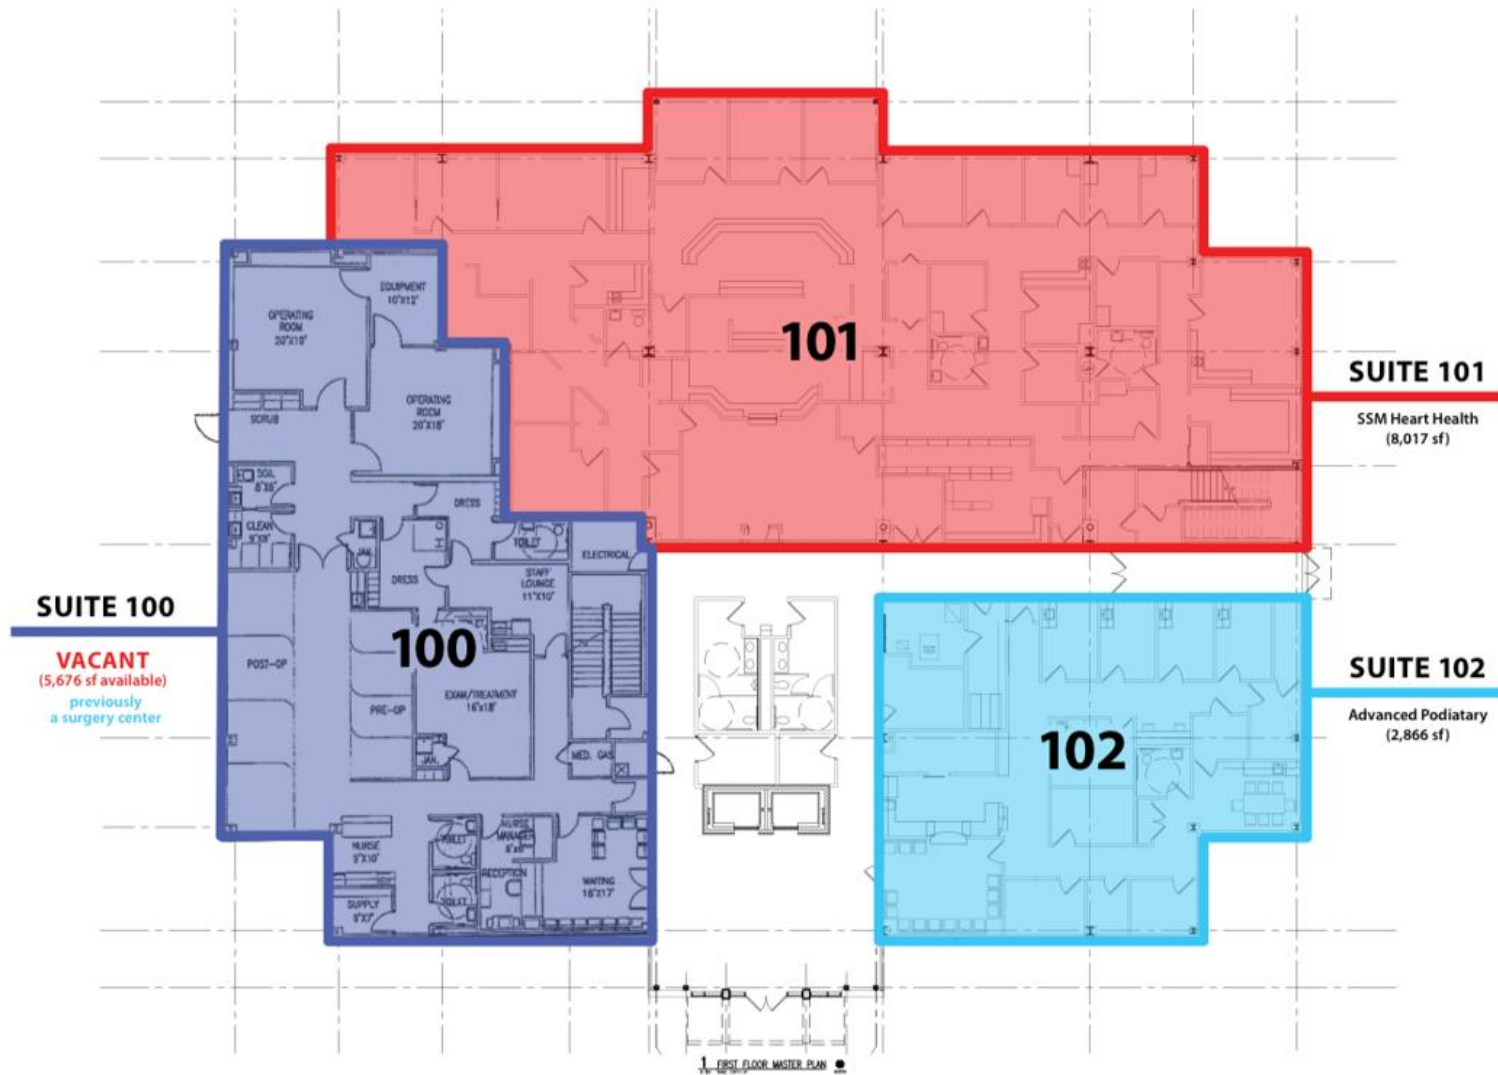 101
SUITE 101
SSM Heart Health
(8,017 sf)
EQUIPMENT
10'X12'
OPERATING
ROOM
20'X18'
OPERATING
ROOM
20'X18'
SCRUB
SOIL
DRESS
CLEAN
JAN.
TOILET
ELECTRICAL
DRESS
STAFF
LOUNGE
11'X10'
SUITE 100
VACANT
(5,676 sf available)
previously
a surgery center
100
POST-OP
PRE-OP
EXAM/TREATMENT
16'x18'
MED. GAS
JAN.
NURSE
SUPPLY
TOILET
TOILET
NURSE
MANAGER
RECEPTION
WAITING
16'X17'
SUITE 102
Advanced Podiatary
(2,866 sf)
102
1 FIRST FLOOR MASTER PLAN